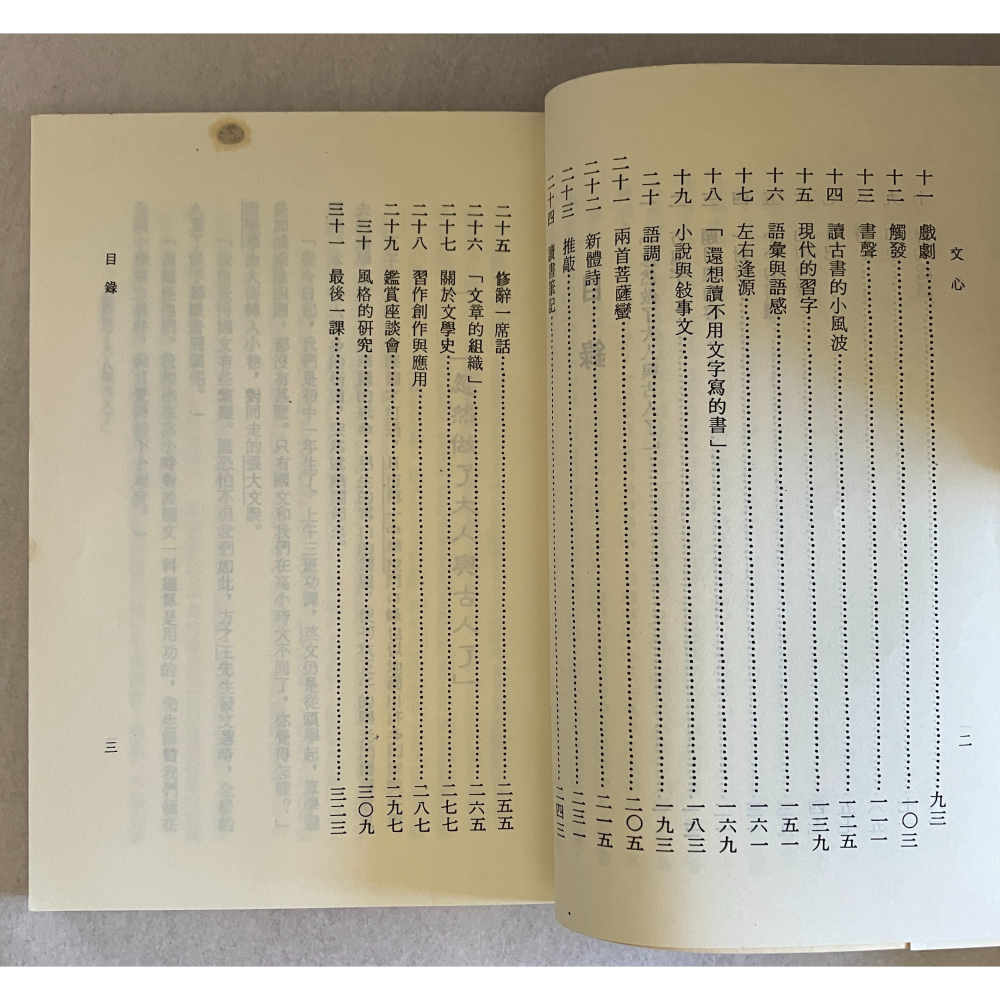 文心
二
十一 戲劇……九三
十二 觸發……一〇三
十三 書聲……一一一
十四 讀古書的小風波……一二五
十五 現代的習字……一三九
十六 語彙與語感……一五一
十七 左右逢源……一六一
十八 「還想讀不用文字寫的書」……一六九
十九 小說與敍事文……一八三
二十 語調……一九三
二十一 兩首菩薩蠻……二〇五
二十二 新體詩……二一五
二十三 推敲……二三一
二十四 讀書筆記……二四三
二十五 修辭一席話……二五五
二十六 「文章的組織」……二六五
二十七 關於文學史……二七七
二十八 習作創作與應用……二八七
二十九 鑑賞座談會……二九七
三十 風格的研究……三〇九
三十一 最後一課……三二三
目錄
三